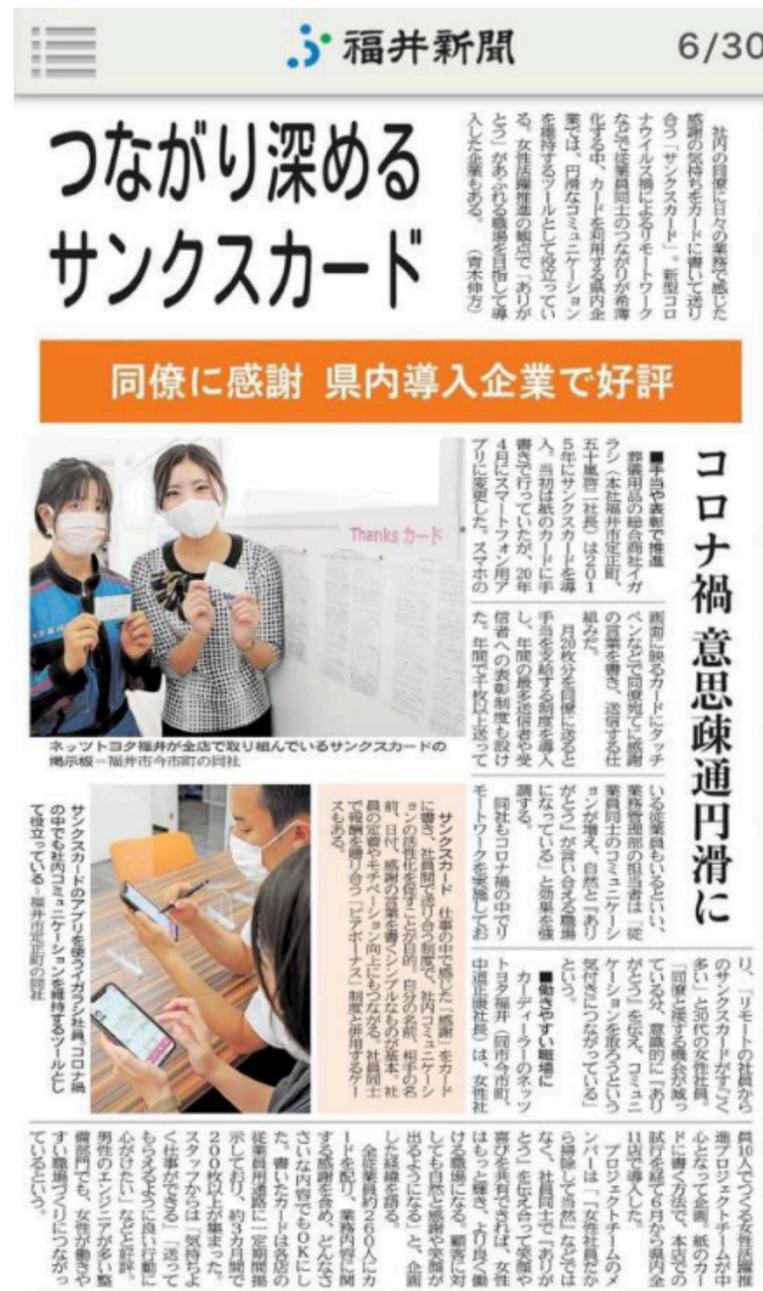 福井新聞
6/30
つながり深める
サンクスカード
社内の同僚に日々の業務で感じた
感謝の気持ちをカードに書いて送り
合う「サンクスカード」。新型コロ
ナウイルス禍によるリモートワーク
などで従業員同士のつながりが希薄
化する中、カードを利用する県内企
業では、円滑なコミュニケーション
を維持するツールとして役立ってい
る。女性活躍推進の観点で「ありが
とう」があふれる職場を目指して導
入した企業もある。　（青木伸方）
同僚に感謝 県内導入企業で好評
コロナ禍 意思疎通円滑に
■手当や表彰で推進
葬儀用品の総合商社イガ
ラシ（本社福井市定正町、
五十嵐啓二社長）は201
5年にサンクスカードを導
入。当初は紙のカードに手
書きで行っていたが、20年
4月にスマートフォン用ア
プリに変更した。スマホの
画面に映るカードにタッチ
ペンなどで同僚宛てに感謝
の言葉を書き、送信する仕
組みだ。
月20枚分を同僚に送ると
手当を支給する制度を導入
し、年間の最多送信者や受
信者への表彰制度も設け
た。年間で千枚以上送って
いる従業員もいるといい、
業務管理部の担当者は「従
業員同士のコミュニケーシ
ョンが増え、自然と『あり
がとう』が言い合える職場
になっている」と効果を強
調する。
同社もコロナ禍の中でリ
モートワークを実施してお
り、「リモートの社員から
のサンクスカードがすごく
多い」と30代の女性社員。
「同僚と接する機会が減っ
ている分、意識的に『あり
がとう』を伝え、コミュニ
ケーションを取ろうという
気付きにつながっている」
という。
■働きやすい職場に
カーディーラーのネッツ
トヨタ福井（同市今市町、
中道正康社長）は、女性社
員10人でつくる女性活躍推
進プロジェクトチームが中
心となって企画。紙のカー
ドに書く方法で、本店での
試行を経て6月から県内全
11店で導入した。
プロジェクトチームのメ
ンバーは「『女性社員だか
ら掃除して当然』などでは
なく、社員同士で『ありが
とう』を伝え合って笑顔や
喜びを共有できれば、女性
はもっと輝き、より良く働
ける職場になる。顧客に対
しても自然と感謝や笑顔が
出るようになる」と、企画
した経緯を語る。
全従業員約260人にカ
ードを配り、業務内容に関
する感謝を含め、どんなさ
さいな内容でもOKにし
た。書いたカードは各店の
従業員用通路に一定期間掲
示しており、約3カ月間で
200枚以上が集まった。
スタッフからは「気持ちよ
く仕事ができる」「送って
もらえるように良い行動に
心がけたい」などと好評。
男性のエンジニアが多い整
備部門でも、女性が働きや
すい職場づくりにつながっ
ているという。
Thanks カード
ネッツトヨタ福井が全店で取り組んでいるサンクスカードの
掲示板＝福井市今市町の同社
サンクスカード　仕事の中で感じた「感謝」をカード
に書き、社員間で送り合う制度で、社内コミュニケーシ
ョンの活性化を促すことが目的。自分の名前、相手の名
前、日付、感謝の言葉を書くシンプルなものが基本。社
員の定着やモチベーション向上にもつながる。社員同士
で報酬を贈り合う「ピアボーナス」制度と併用するケー
スもある。
サンクスカードのアプリを使うイガラシ社員。コロナ禍
の中でも社内コミュニケーションを維持するツールとし
て役立っている＝福井市定正町の同社